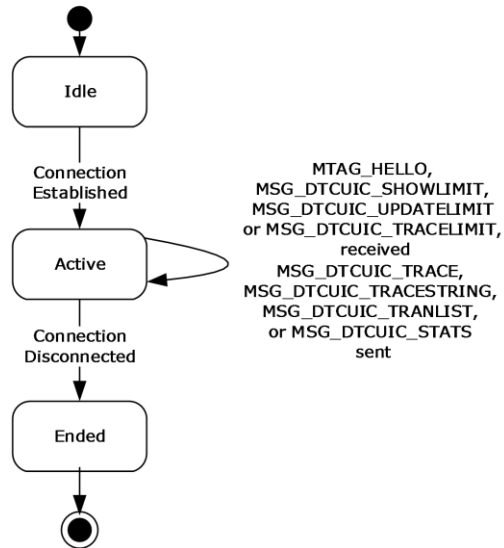 Idle
Connection
Established
MTAG_HELLO,
MSG_DTCUIC_SHOWLIMIT,
MSG_DTCUIC_UPDATELIMIT
or MSG_DTCUIC_TRACELIMIT,
received
MSG_DTCUIC_TRACE,
MSG_DTCUIC_TRACESTRING,
MSG_DTCUIC_TRANLIST,
or MSG_DTCUIC_STATS
sent
Active
Connection
Disconnected
Ended